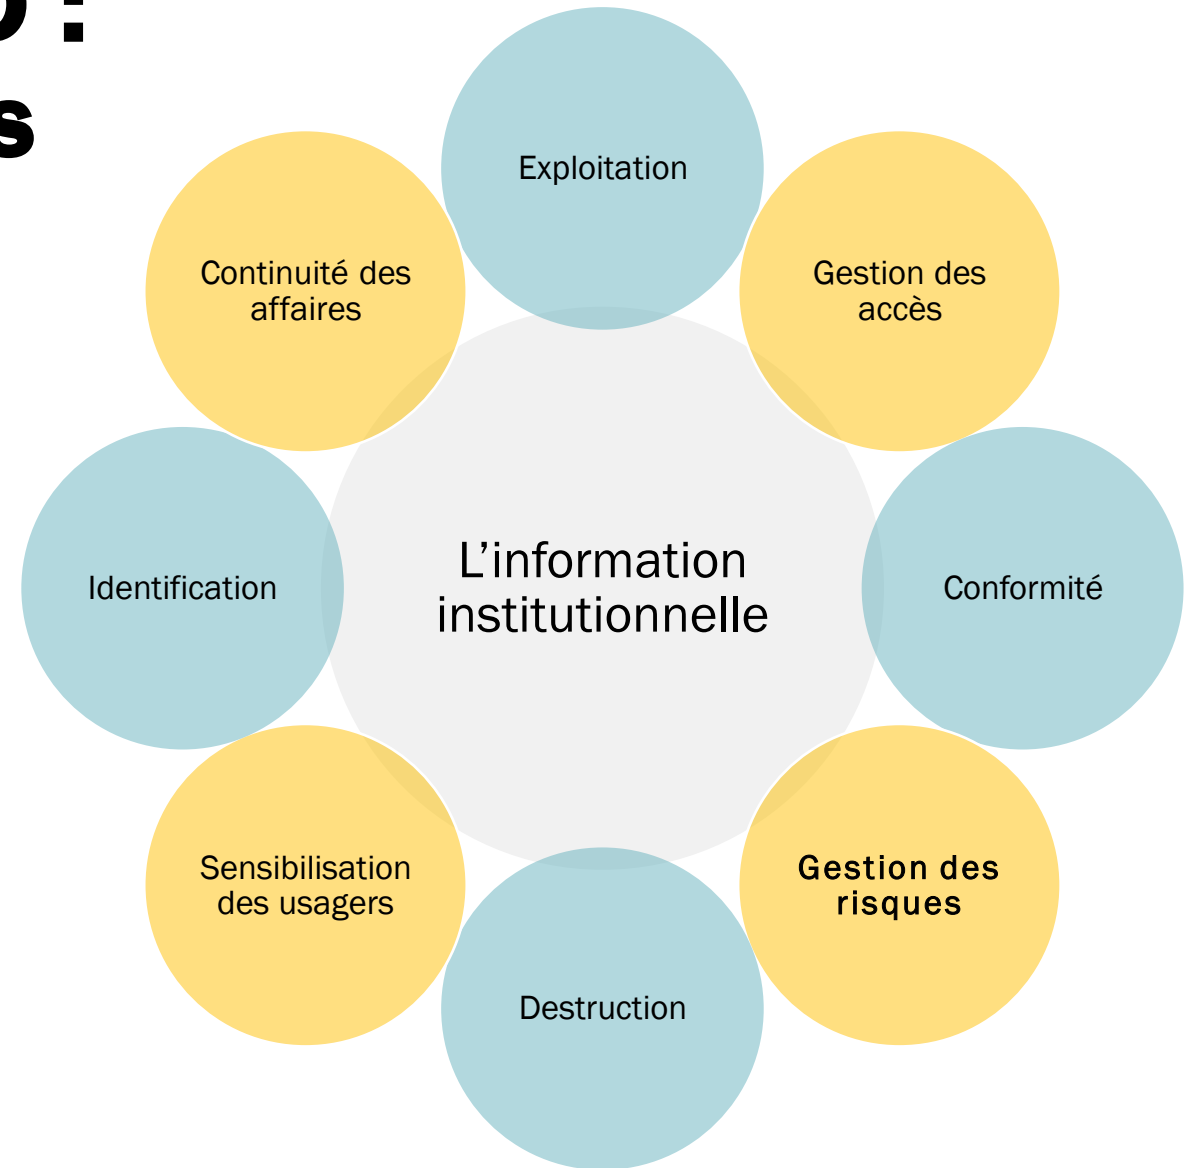 s
Exploitation
Gestion des
accès
Conformité
Gestion des
risques
Destruction
Sensibilisation
des usagers
Identification
Continuité des
affaires
L’information
institutionnelle